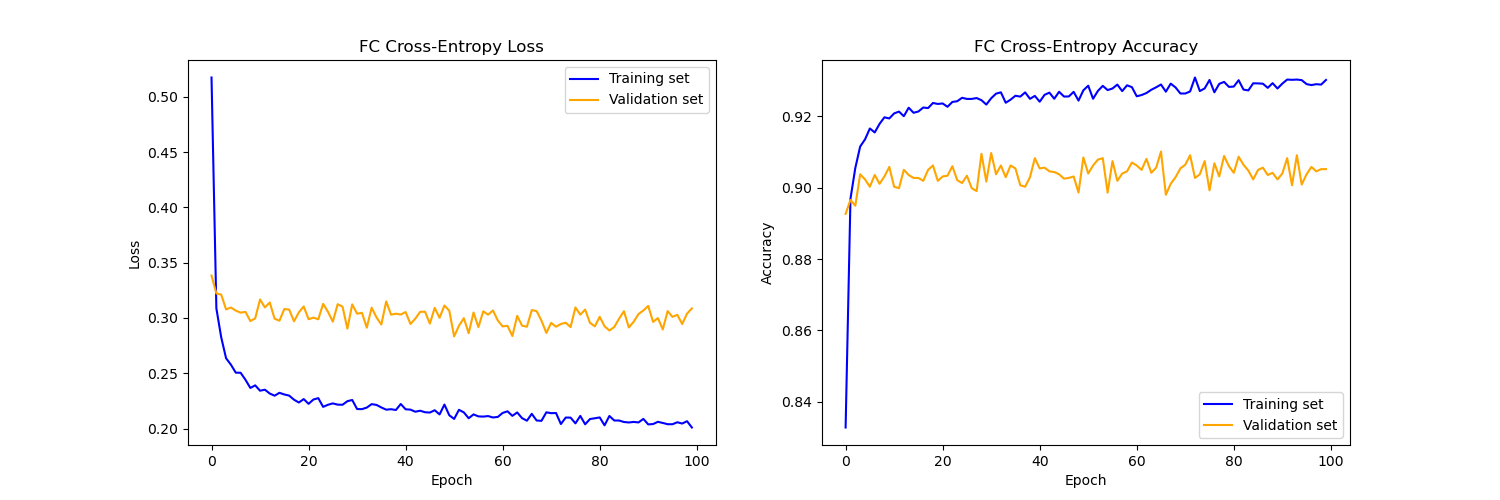 FC Cross-Entropy Loss
Training set
Validation set
0.50
0.45
0.40
0.35
0.30
0.25
0.20
Loss
0 20 40 60 80 100
Epoch
FC Cross-Entropy Accuracy
0.92
0.90
0.88
0.86
0.84
Accuracy
Training set
Validation set
0 20 40 60 80 100
Epoch